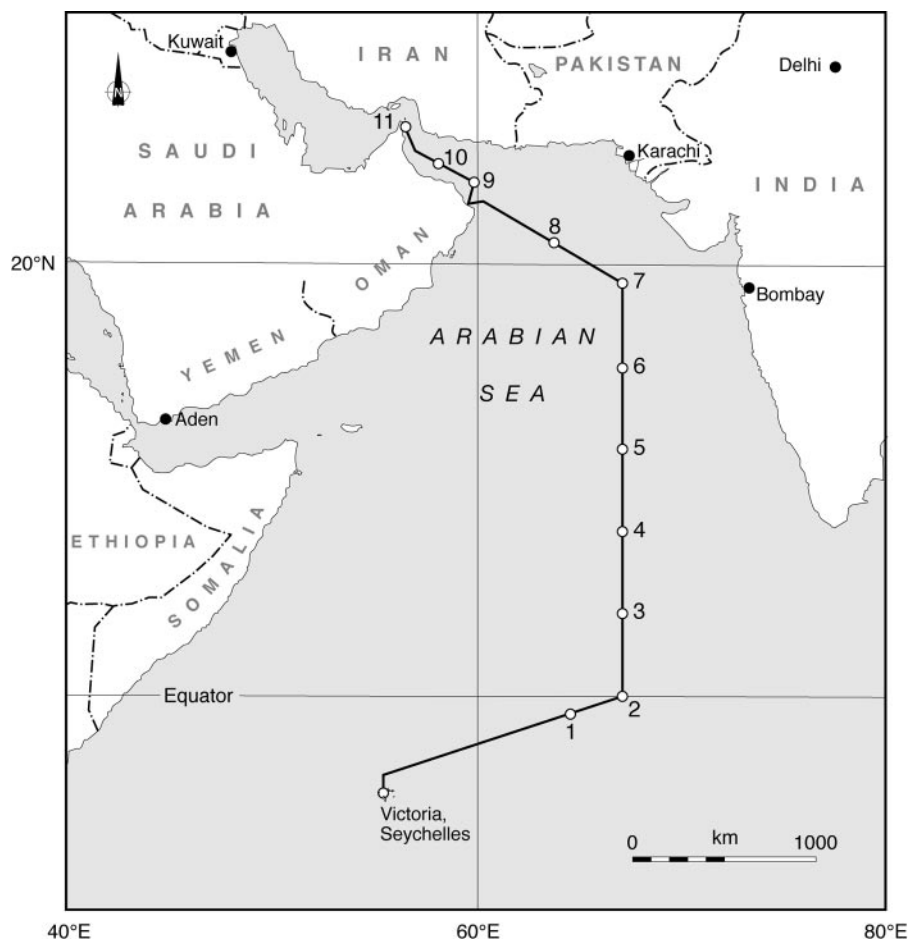 Kuwait
IRAN
PAKISTAN
Delhi
N
11
SAUDI
ARABIA
10
Karachi
9
INDIA
8
OMAN
20°N
7
Bombay
ARABIAN
SEA
YEMEN
6
Aden
5
ETHIOPIA
SOMALIA
4
3
Equator
2
1
Victoria,
Seychelles
0 km 1000
40°E 60°E 80°E